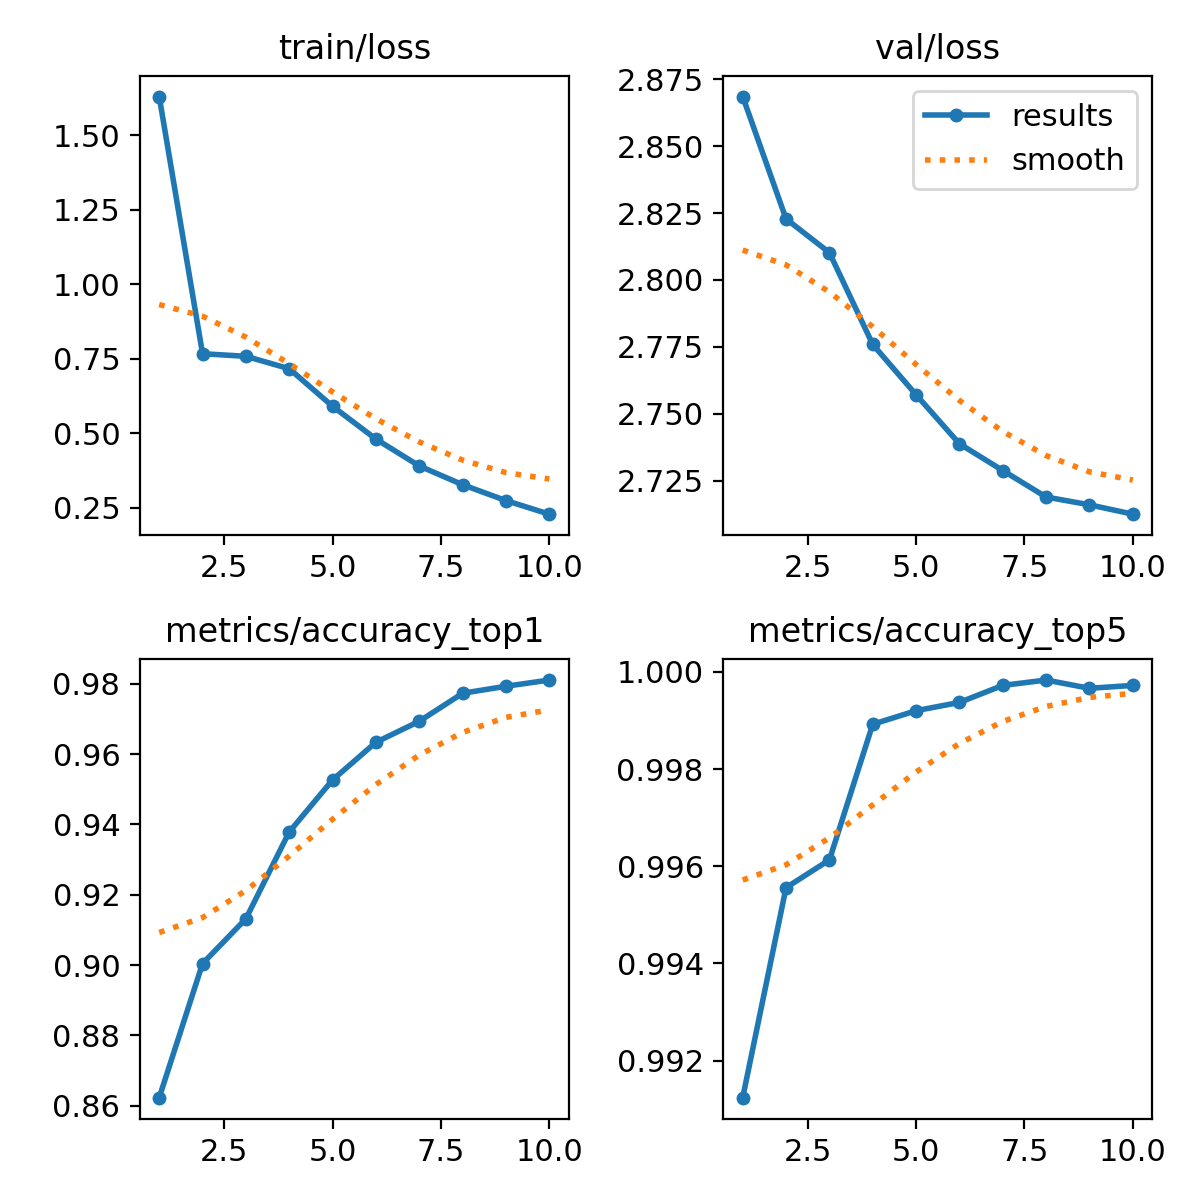 train/loss
1.50
1.25
1.00
0.75
0.50
0.25
2.5 5.0 7.5 10.0
val/loss
results
smooth
2.875
2.850
2.825
2.800
2.775
2.750
2.725
2.5 5.0 7.5 10.0
metrics/accuracy_top1
0.98
0.96
0.94
0.92
0.90
0.88
0.86
2.5 5.0 7.5 10.0
metrics/accuracy_top5
1.000
0.998
0.996
0.994
0.992
2.5 5.0 7.5 10.0